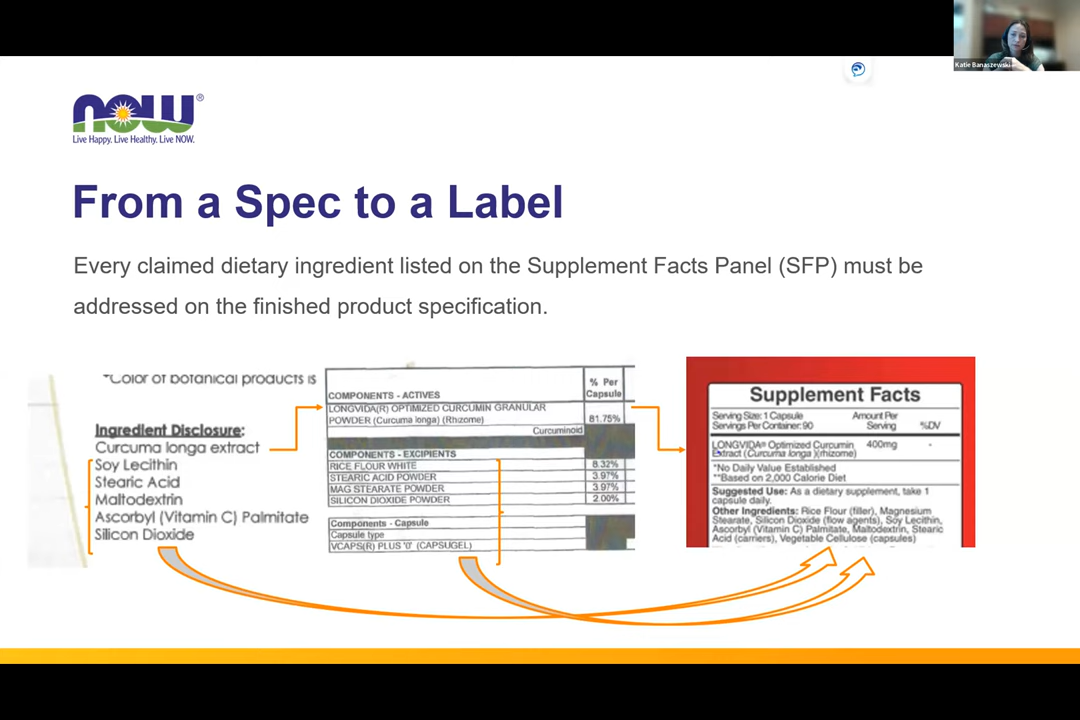 Katie Banaszewski
now®
Live Happy. Live Healthy. Live NOW.
From a Spec to a Label
Every claimed dietary ingredient listed on the Supplement Facts Panel (SFP) must be
addressed on the finished product specification.
*Color of botanical products is
Ingredient Disclosure:
Curcuma longa extract
Soy Lecithin
Stearic Acid
Maltodextrin
Ascorbyl (Vitamin C) Palmitate
Silicon Dioxide
% Per
COMPONENTS - ACTIVES Capsule
LONGVIDA(R) OPTIMIZED CURCUMIN GRANULAR
POWDER (Curcuma longa) (Rhizome) 81.75%
Curcuminoid
COMPONENTS - EXCIPIENTS
RICE FLOUR WHITE 8.32%
STEARIC ACID POWDER 3.97%
MAG STEARATE POWDER 3.97%
SILICON DIOXIDE POWDER 2.00%
Components - Capsule
Capsule type
VCAPS(R) PLUS '0' (CAPSUGEL)
Supplement Facts
Serving Size: 1 Capsule Amount Per
Servings Per Container: 90 Serving %DV
LONGVIDA® Optimized Curcumin 400mg -
Extract (Curcuma longa )(rhizome)
*No Daily Value Established
**Based on 2,000 Calorie Diet
Suggested Use: As a dietary supplement, take 1
capsule daily.
Other Ingredients: Rice Flour (filler), Magnesium
Stearate, Silicon Dioxide (flow agents), Soy Lecithin,
Ascorbyl (Vitamin C) Palmitate, Maltodextrin, Stearic
Acid (carriers), Vegetable Cellulose (capsules)